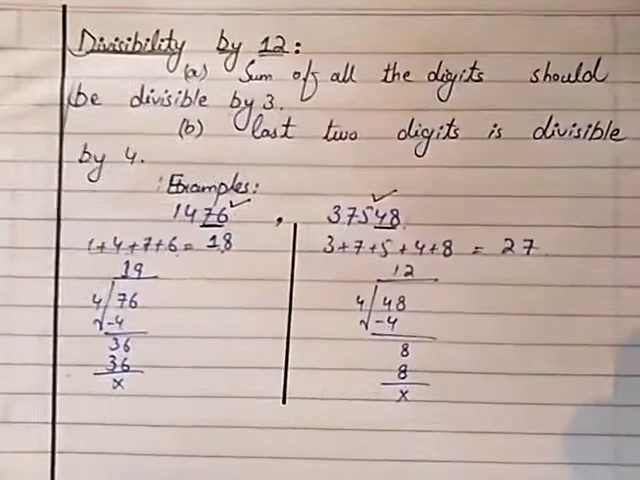 Divisibility by 12:
(a) Sum of all the digits should
be divisible by 3.
(b) last two digits is divisible
by 4.
Examples:
1476 ✓, 37548 ✓
1+4+7+6 = 18 3+7+5+4+8 = 27
19 12
4 76 4 48
-4 -4
36 8
36 8
x x